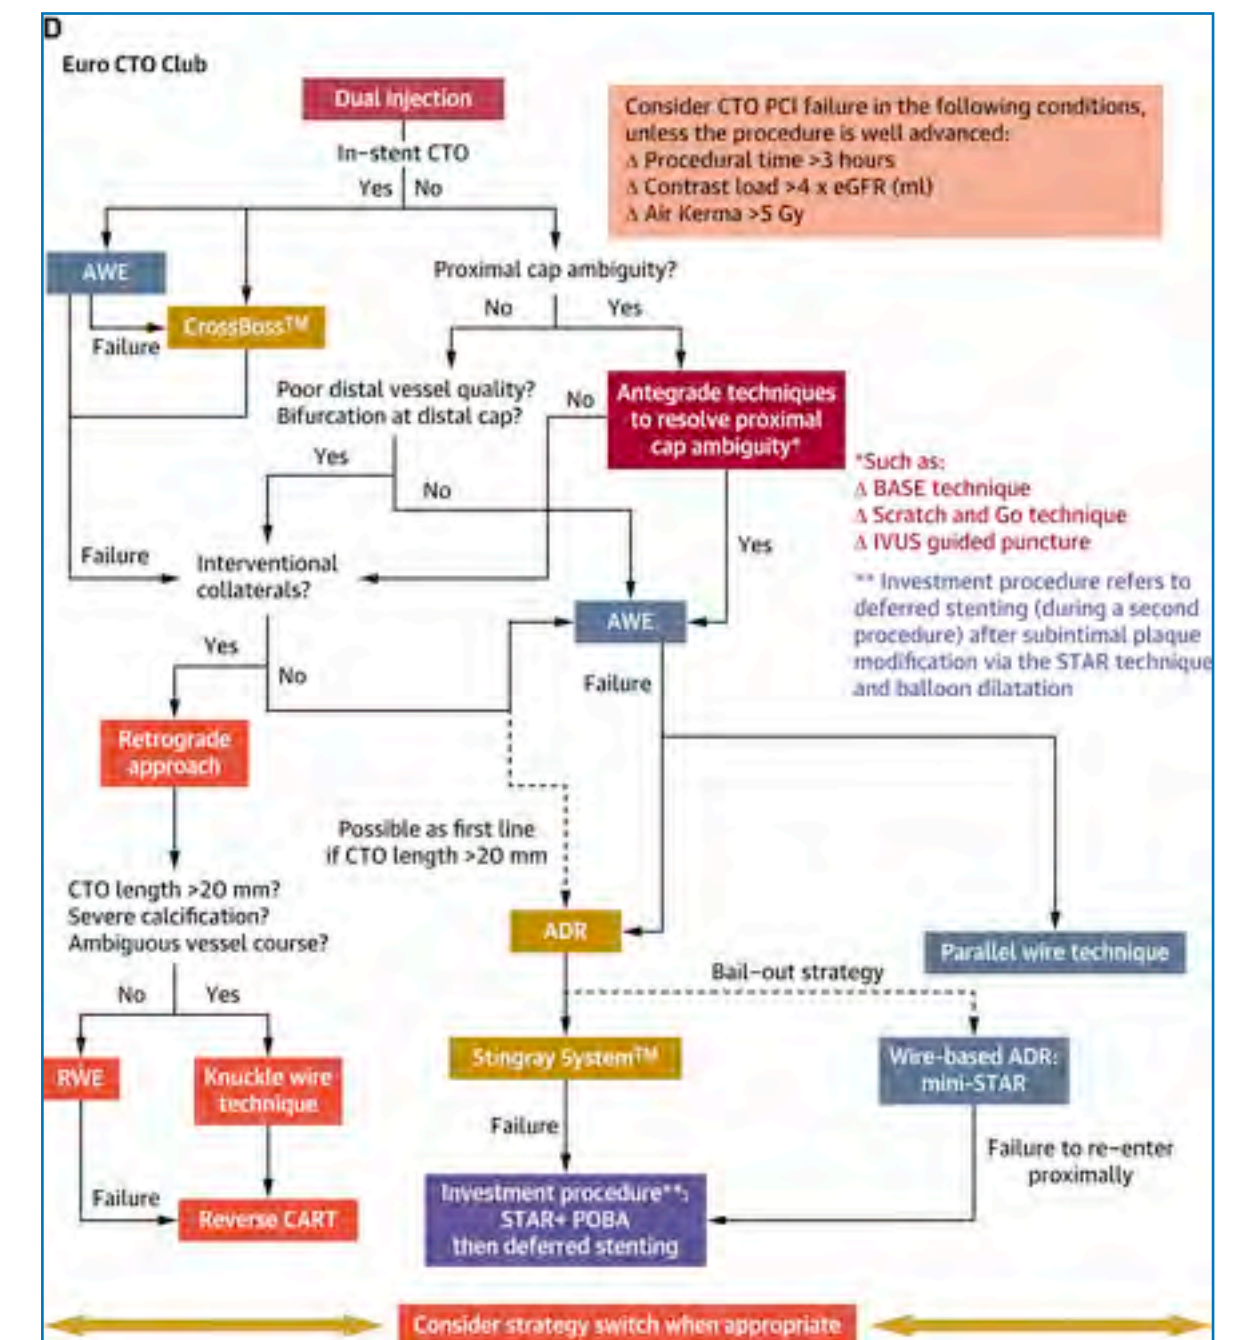 D
Euro CTO Club
Dual injection
Consider CTO PCI failure in the following conditions,
unless the procedure is well advanced:
Δ Procedural time >3 hours
Δ Contrast load >4 x eGFR (ml)
Δ Air Kerma >5 Gy
In-stent CTO
Yes No
AWE
Proximal cap ambiguity?
CrossBoss™
Failure
No Yes
Poor distal vessel quality?
Bifurcation at distal cap?
No
Antegrade techniques
to resolve proximal
cap ambiguity*
Yes
No
*Such as:
Δ BASE technique
Δ Scratch and Go technique
Δ IVUS guided puncture
Yes
Failure
Interventional
collaterals?
** Investment procedure refers to
deferred stenting (during a second
procedure) after subintimal plaque
modification via the STAR technique
and balloon dilatation
AWE
Yes
No
Failure
Retrograde
approach
Possible as first line
if CTO length >20 mm
CTO length >20 mm?
Severe calcification?
Ambiguous vessel course?
ADR
Parallel wire technique
Bail-out strategy
No Yes
Stingray System™
Wire-based ADR:
mini-STAR
RWE
Knuckle wire
technique
Failure
Failure to re-entry
proximally
Failure
Reverse CART
Investment procedure**:
STAR+ POBA
then deferred stenting
Consider strategy switch when appropriate